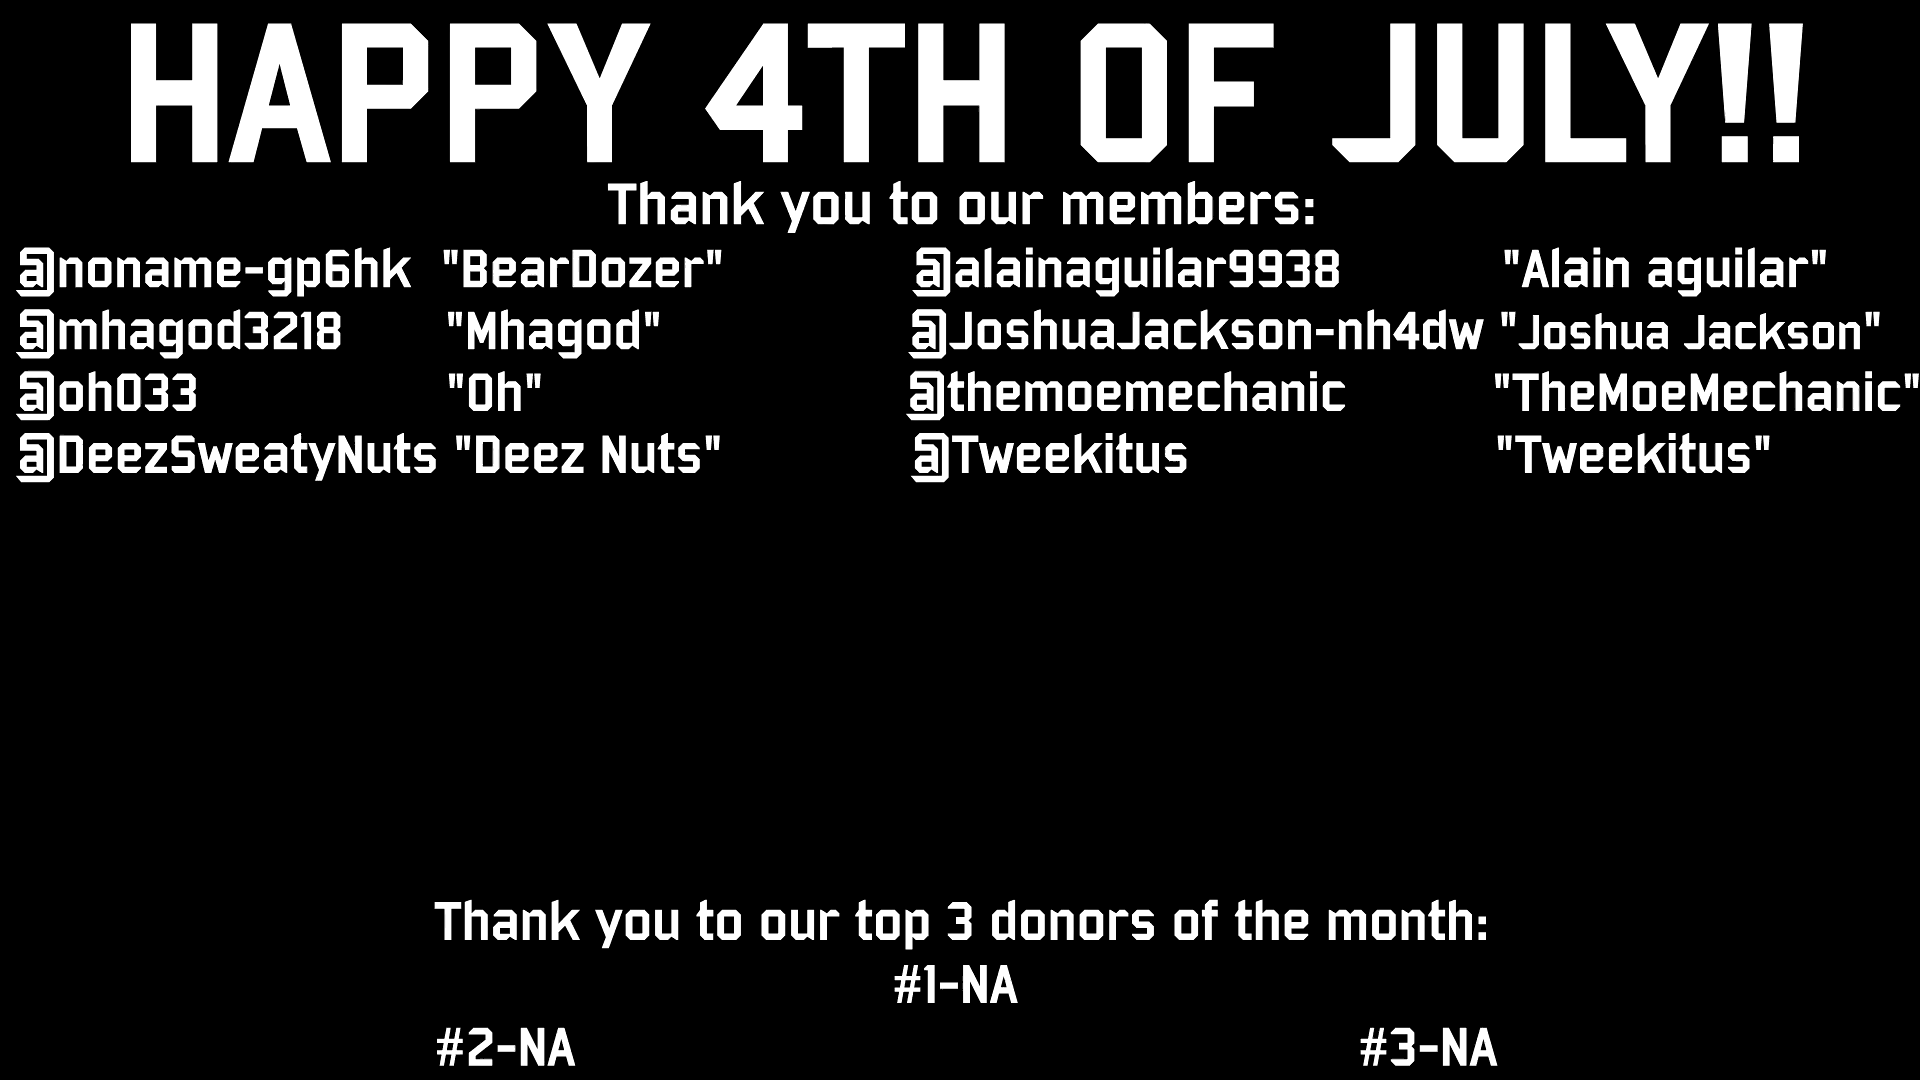 HAPPY 4TH OF JULY!!
Thank you to our members:
@noname-gp6hk "BearDozer" @alainaguilar9938 "Alain aguilar"
@mhagod3218 "Mhagod" @JoshuaJackson-nh4dw "Joshua Jackson"
@oh033 "Oh" @themoemechanic "TheMoeMechanic"
@DeezSweatyNuts "Deez Nuts" @Tweekitus "Tweekitus"
Thank you to our top 3 donors of the month:
#1-NA
#2-NA #3-NA